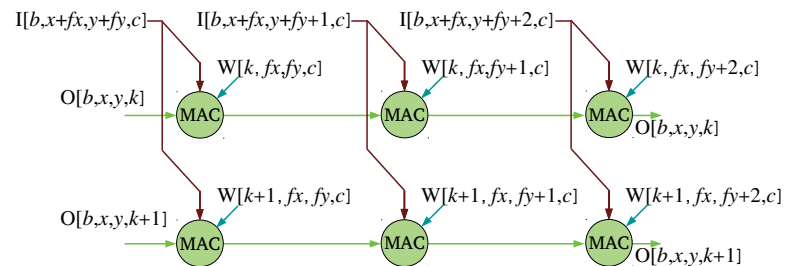 I[b,x+fx,y+fy,c] I[b,x+fx,y+fy+1,c] I[b,x+fx,y+fy+2,c]
W[k, fx,fy,c] W[k, fx,fy+1,c] W[k, fx, fy+2,c]
O[b,x,y,k]
MAC MAC MAC
O[b,x,y,k]
W[k+1, fx, fy,c] W[k+1, fx, fy+1,c] W[k+1, fx, fy+2,c]
O[b,x,y,k+1]
MAC MAC MAC
O[b,x,y,k+1]